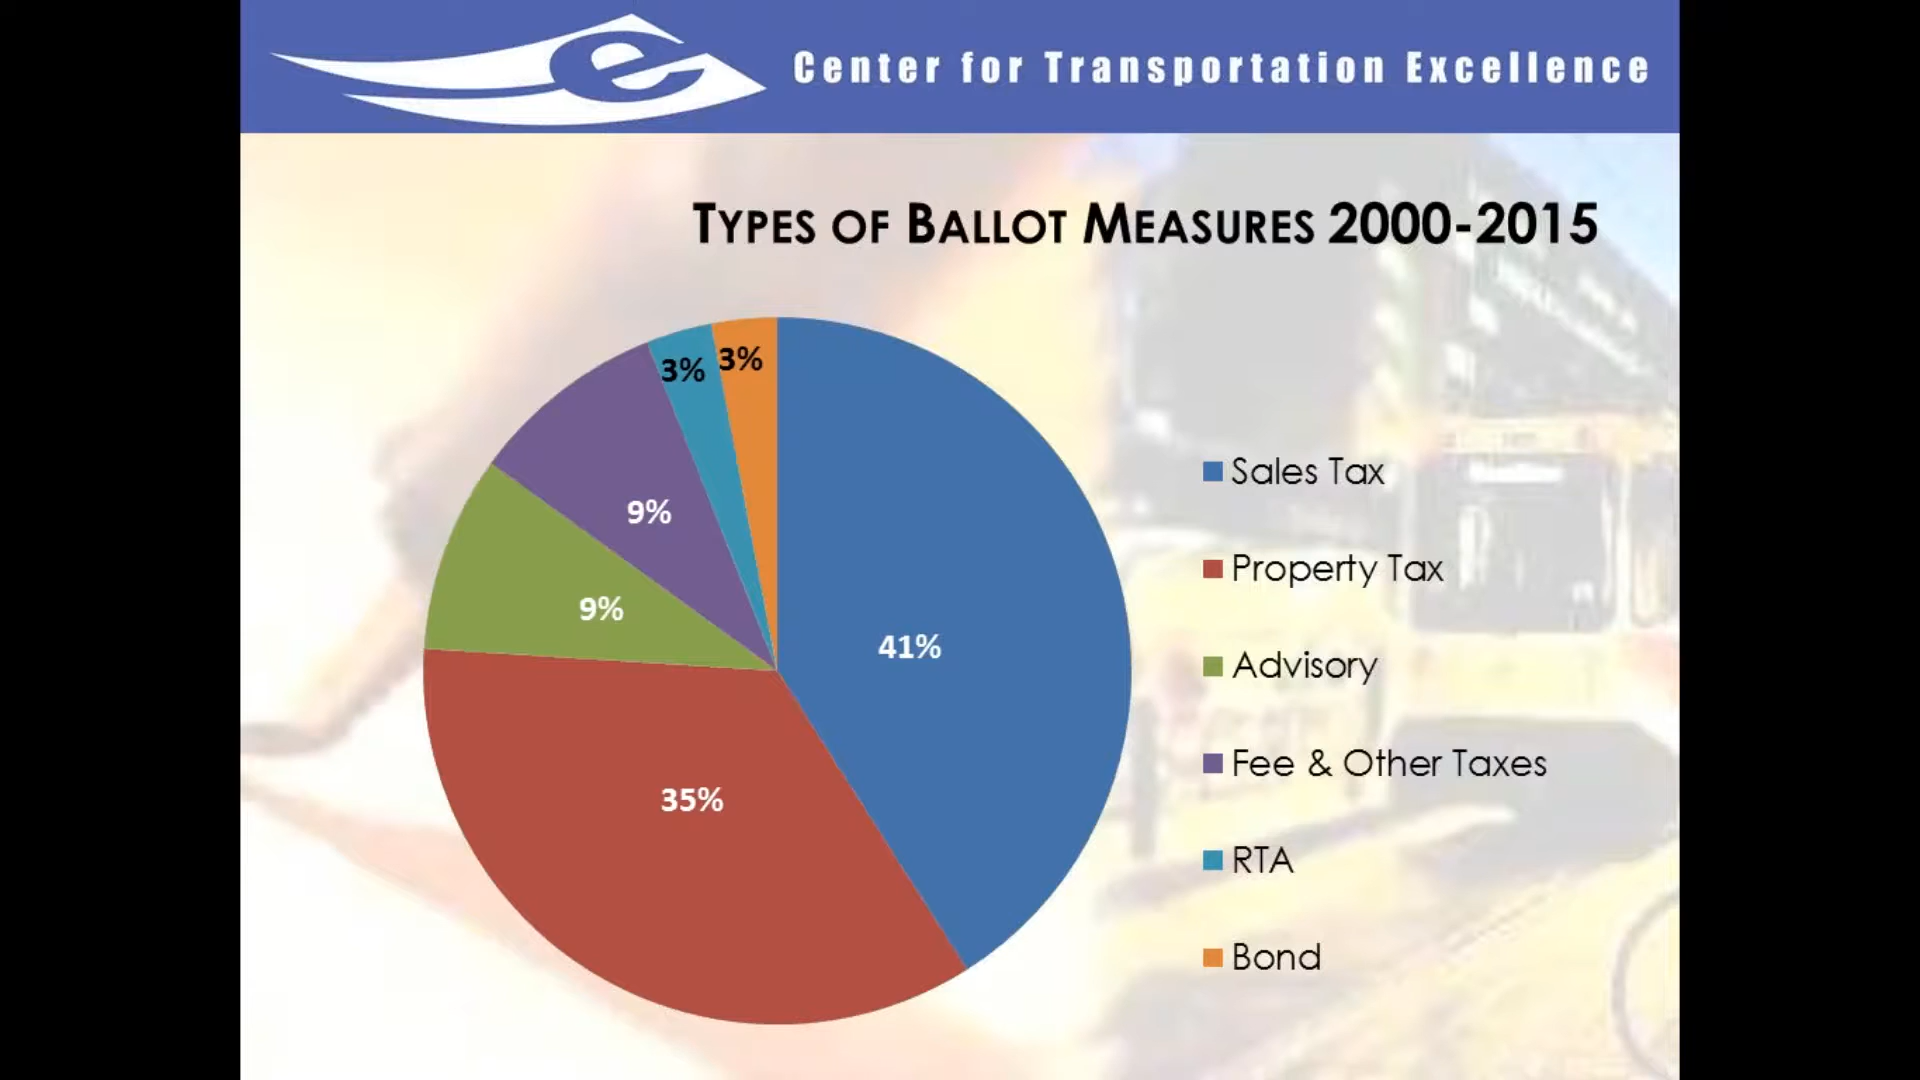 Center for Transportation Excellence
TYPES OF BALLOT MEASURES 2000-2015
3%
3%
9%
9%
41%
35%
Sales Tax
Property Tax
Advisory
Fee & Other Taxes
RTA
Bond